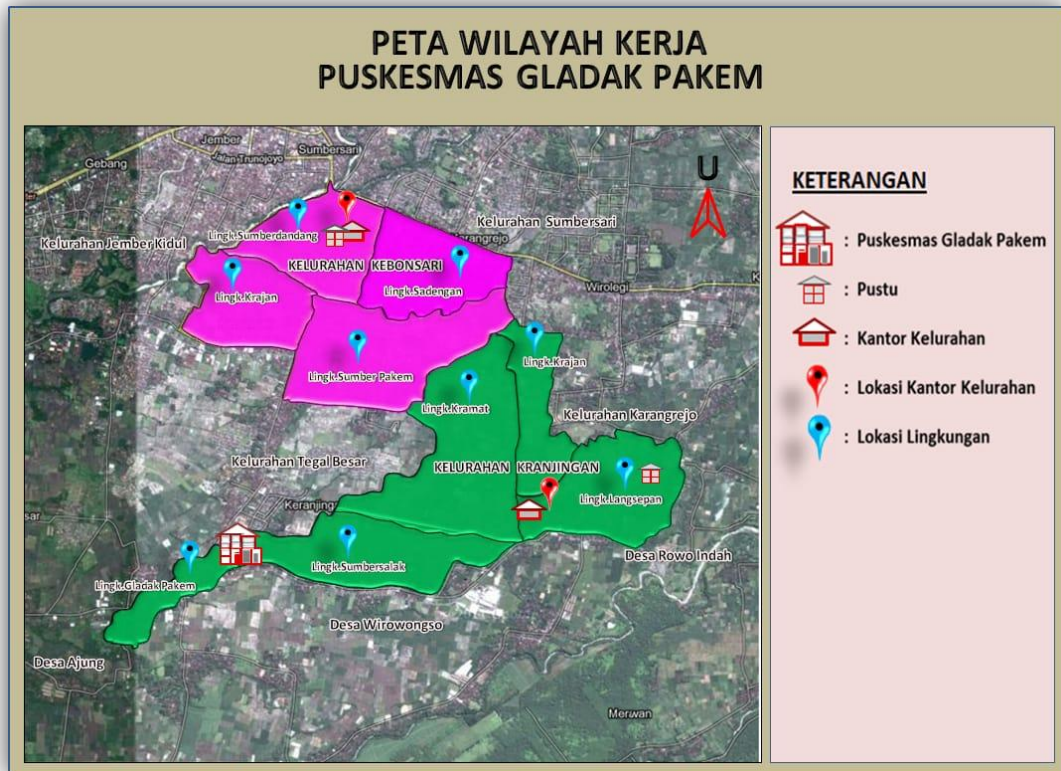 PETA WILAYAH KERJA
PUSKESMAS GLADAK PAKEM
Jember
Sumbersari
Gebang
Jalan Trunojoyo
U
Kelurahan Sumbersari
Lingk.Sumberdandang
Kelurahan Jember Kidul
KELURAHAN KEBONSARI
Wirolegi
Lingk.Krajan
Lingk.Sadengan
Lingk.Krajan
Lingk.Sumber Pakem
Lingk.Kramat
Kelurahan Karangrejo
Kelurahan Tegal Besar
KELURAHAN KRANJINGAN
Lingk.Langsepan
Keranjing
Desa Rowo Indah
Lingk.Sumbersalak
Lingk.Gladak Pakem
Desa Wirowongso
Desa Ajung
KETERANGAN
: Puskesmas Gladak Pakem
: Pustu
: Kantor Kelurahan
: Lokasi Kantor Kelurahan
: Lokasi Lingkungan